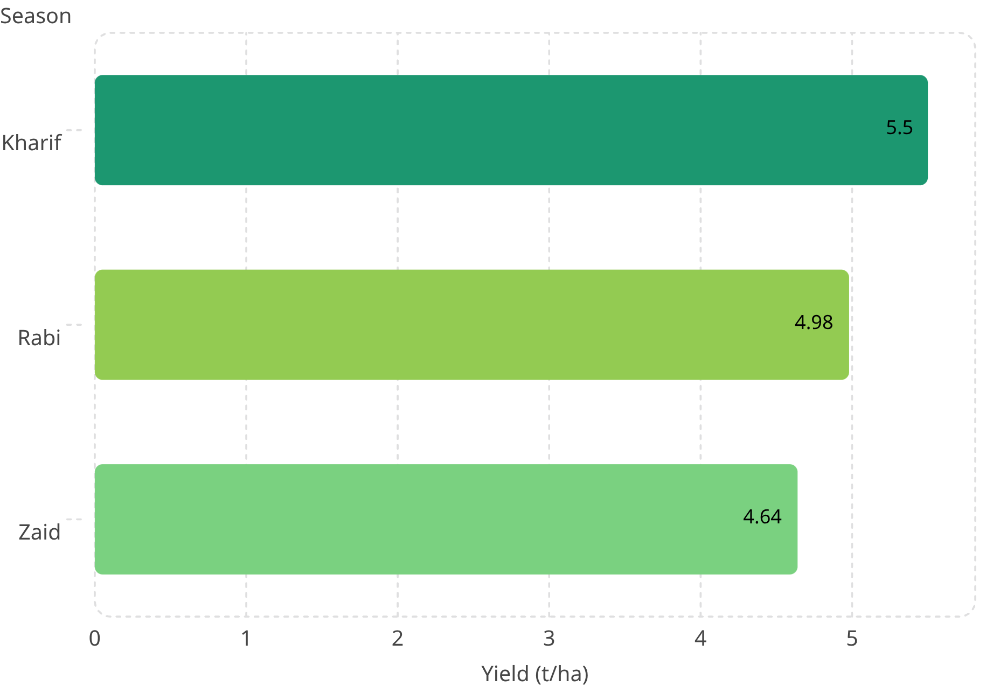 Season
Kharif
5.5
Rabi
4.98
Zaid
4.64
0 1 2 3 4 5
Yield (t/ha)